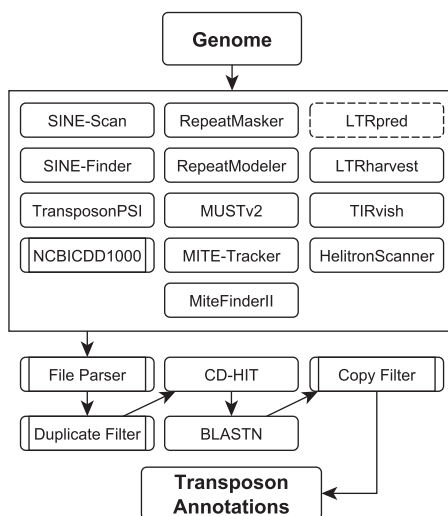 Genome
SINE-Scan
RepeatMasker
LTRpred
SINE-Finder
RepeatModeler
LTRharvest
TransposonPSI
MUSTv2
TIRvish
NCBICDD1000
MITE-Tracker
HelitronScanner
MiteFinderII
File Parser
CD-HIT
Copy Filter
Duplicate Filter
BLASTN
Transposon
Annotations